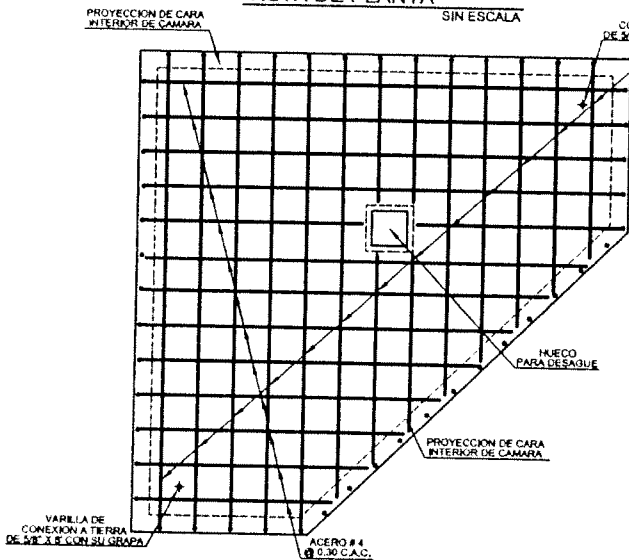 SIN ESCALA
PROYECCION DE CARA
INTERIOR DE CAMARA
HUECO
PARA DESAGUE
PROYECCION DE CARA
INTERIOR DE CAMARA
VARILLA DE
CONEXION A TIERRA
DE 5/8" X 8' CON SU GRAPA
ACERO # 4
@ 0.30 C.A.C.